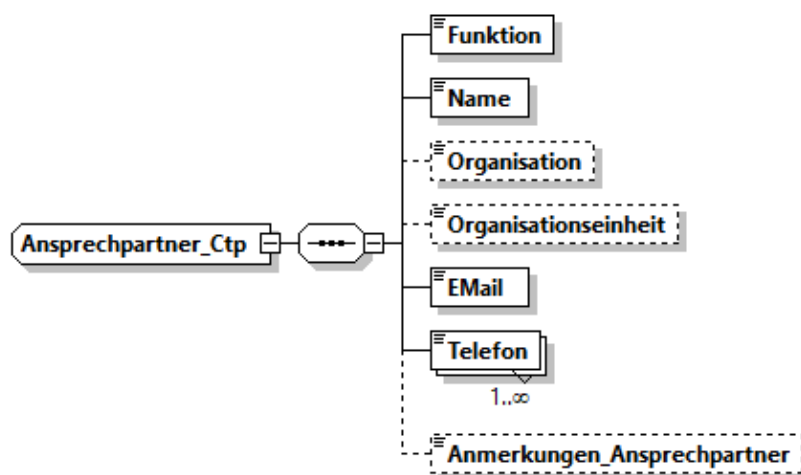 Funktion
Name
Organisation
Organisationseinheit
Ansprechpartner_Ctp
EMail
Telefon
1..∞
Anmerkungen_Ansprechpartner